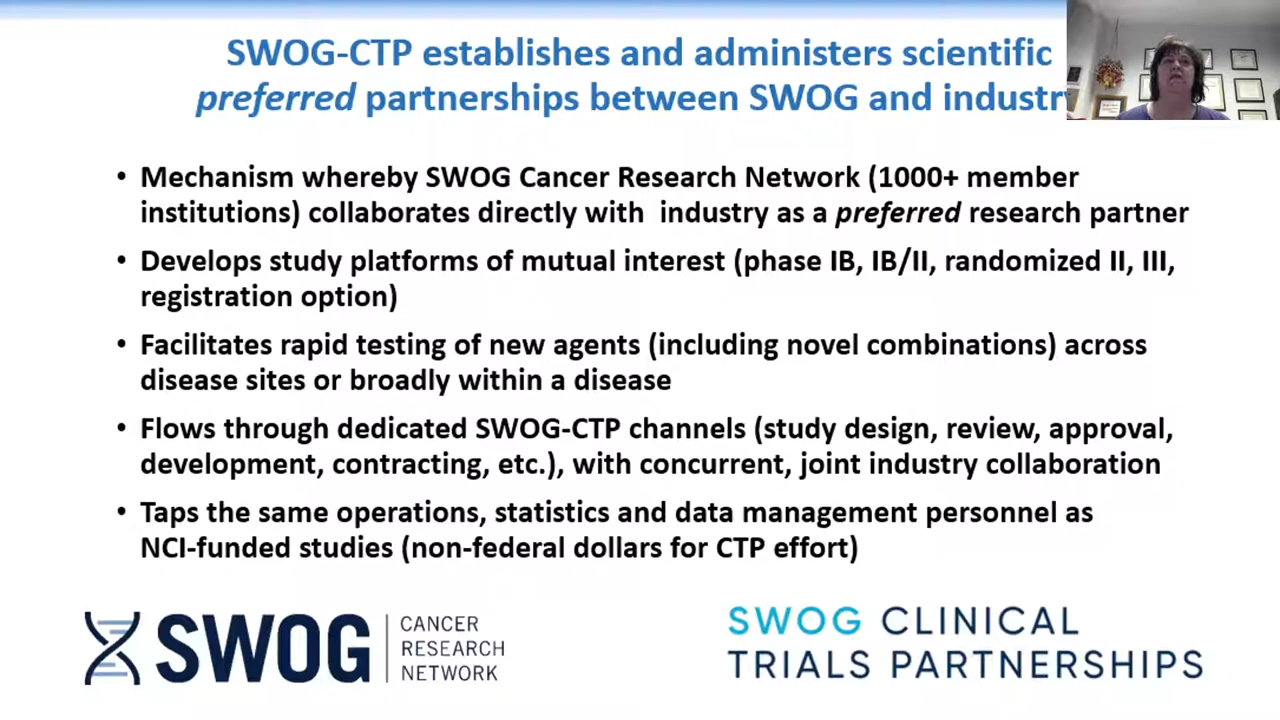 SWOG-CTP establishes and administers scientific
preferred partnerships between SWOG and industry
• Mechanism whereby SWOG Cancer Research Network (1000+ member
institutions) collaborates directly with industry as a preferred research partner
• Develops study platforms of mutual interest (phase IB, IB/II, randomized II, III,
registration option)
• Facilitates rapid testing of new agents (including novel combinations) across
disease sites or broadly within a disease
• Flows through dedicated SWOG-CTP channels (study design, review, approval,
development, contracting, etc.), with concurrent, joint industry collaboration
• Taps the same operations, statistics and data management personnel as
NCI-funded studies (non-federal dollars for CTP effort)
SWOG
CANCER
RESEARCH
NETWORK
SWOG CLINICAL
TRIALS PARTNERSHIPS